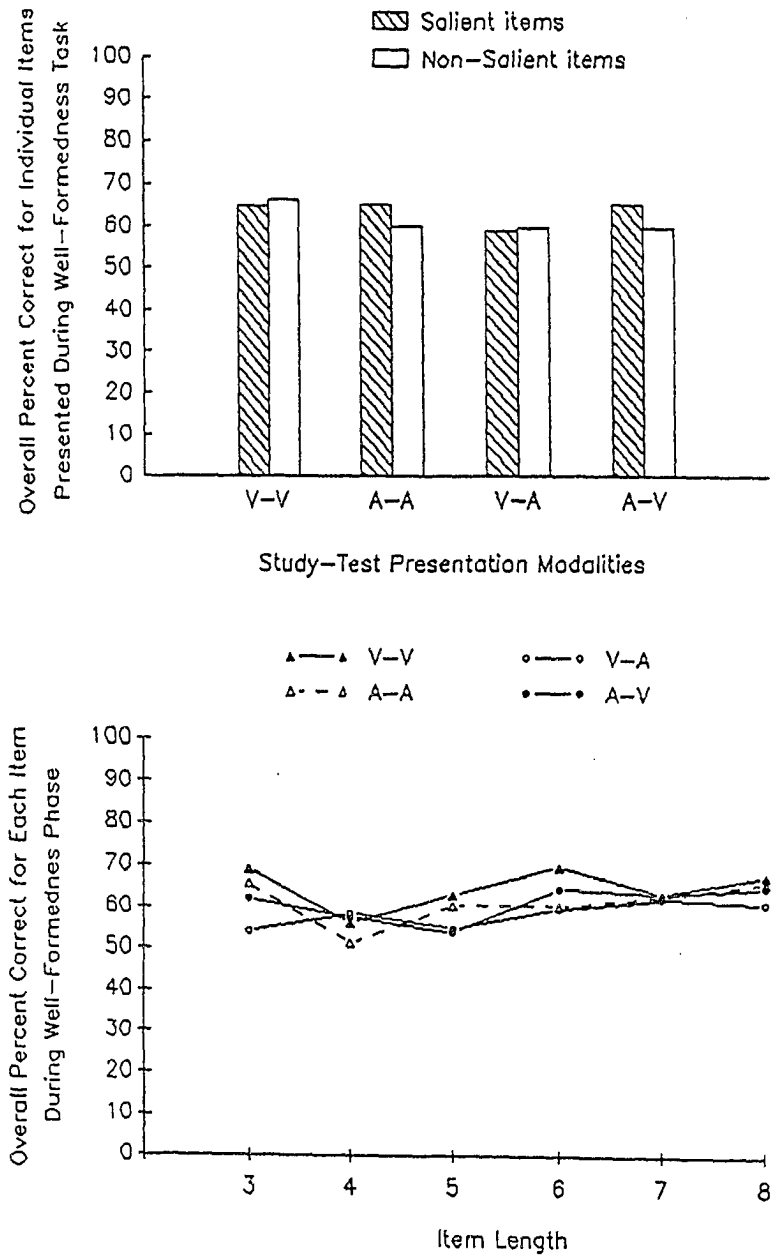 Salient items
Non-Salient items
Overall Percent Correct for Individual Items
Presented During Well-Formedness Task
100
90
80
70
60
50
40
30
20
10
0
V-V A-A V-A A-V
Study-Test Presentation Modalities
V-V V-A
A-A A-V
Overall Percent Correct for Each Item
During Well-Formednes Phase
100
90
80
70
60
50
40
30
20
10
0
3 4 5 6 7 8
Item Length